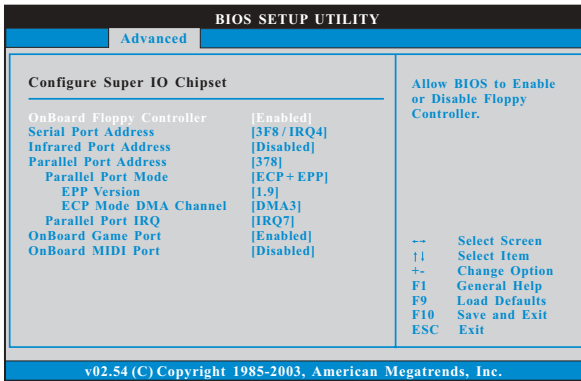 BIOS SETUP UTILITY
Advanced
Configure Super IO Chipset
OnBoard Floppy Controller [Enabled]
Serial Port Address [3F8 / IRQ4]
Infrared Port Address [Disabled]
Parallel Port Address [378]
Parallel Port Mode [ECP + EPP]
EPP Version [1.9]
ECP Mode DMA Channel [DMA3]
Parallel Port IRQ [IRQ7]
OnBoard Game Port [Enabled]
OnBoard MIDI Port [Disabled]
Allow BIOS to Enable
or Disable Floppy
Controller.
←→ Select Screen
↑↓ Select Item
+- Change Option
F1 General Help
F9 Load Defaults
F10 Save and Exit
ESC Exit
v02.54 (C) Copyright 1985-2003, American Megatrends, Inc.